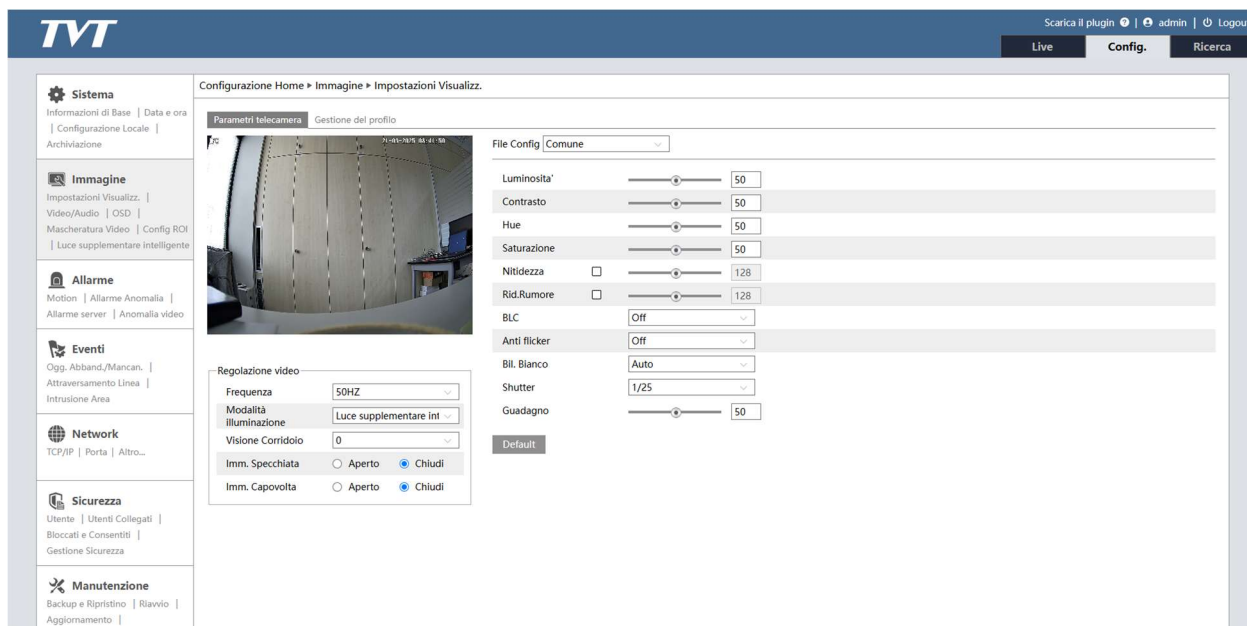 TVT
Scarica il plugin ? | admin | Logout
Live Config. Ricerca
Sistema
Informazioni di Base | Data e ora
| Configurazione Locale |
Archiviazione
Immagine
Impostazioni Visualizz. |
Video/Audio | OSD |
Mascheratura Video | Config ROI
| Luce supplementare intelligente
Allarme
Motion | Allarme Anomalia |
Allarme server | Anomalia video
Eventi
Ogg. Abband./Mancan. |
Attraversamento Linea |
Intrusione Area
Network
TCP/IP | Porta | Altro...
Sicurezza
Utente | Utenti Collegati |
Bloccati e Consentiti |
Gestione Sicurezza
Manutenzione
Backup e Ripristino | Riavvio |
Aggiornamento |
Configurazione Home ▸ Immagine ▸ Impostazioni Visualizz.
Parametri telecamera Gestione del profilo
Regolazione video
Frequenza 50HZ
Modalità
illuminazione Luce supplementare int
Visione Corridoio 0
Imm. Specchiata Aperto Chiudi
Imm. Capovolta Aperto Chiudi
File Config Comune
Luminosita' 50
Contrasto 50
Hue 50
Saturazione 50
Nitidezza 128
Rid.Rumore 128
BLC Off
Anti flicker Off
Bil. Bianco Auto
Shutter 1/25
Guadagno 50
Default